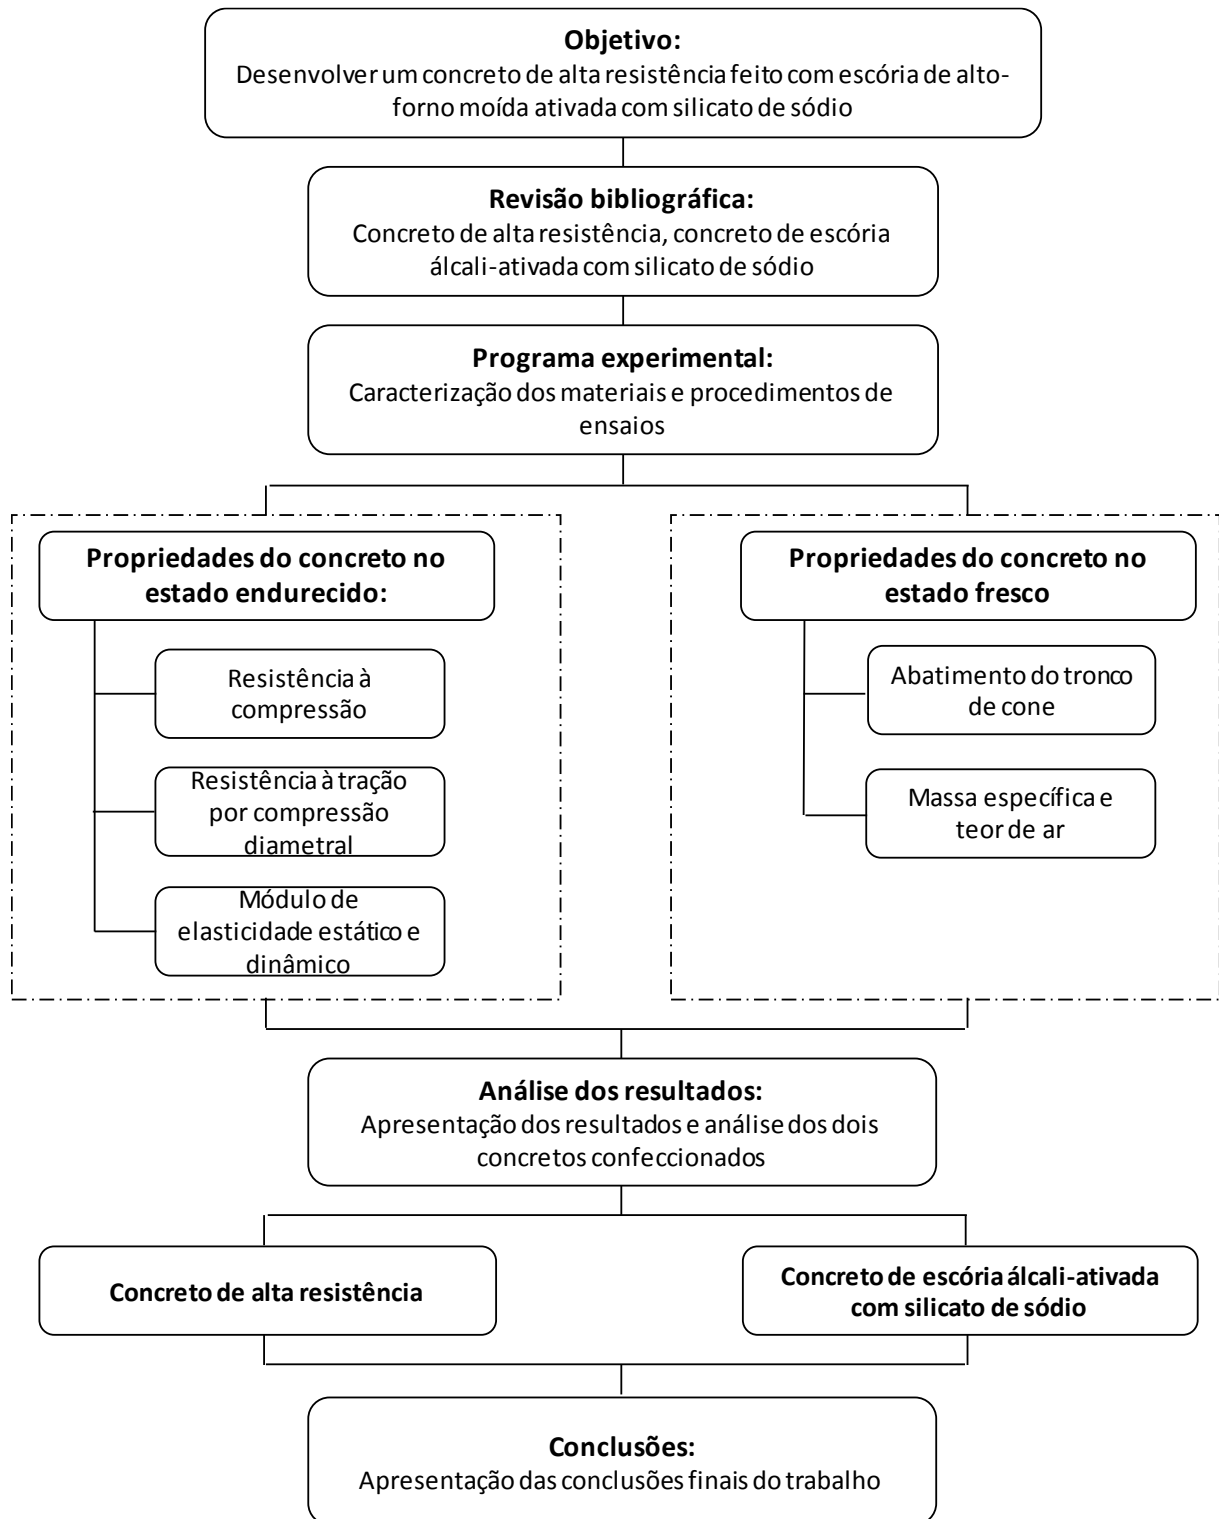 Objetivo:
Desenvolver um concreto de alta resistência feito com escória de alto-
forno moída ativada com silicato de sódio
Revisão bibliográfica:
Concreto de alta resistência, concreto de escória
álcali-ativada com silicato de sódio
Programa experimental:
Caracterização dos materiais e procedimentos de
ensaios
Propriedades do concreto no
estado endurecido:
Resistência à
compressão
Resistência à tração
por compressão
diametral
Módulo de
elasticidade estático e
dinâmico
Propriedades do concreto no
estado fresco
Abatimento do tronco
de cone
Massa específica e
teor de ar
Análise dos resultados:
Apresentação dos resultados e análise dos dois
concretos confeccionados
Concreto de alta resistência
Concreto de escória álcali-ativada
com silicato de sódio
Conclusões:
Apresentação das conclusões finais do trabalho